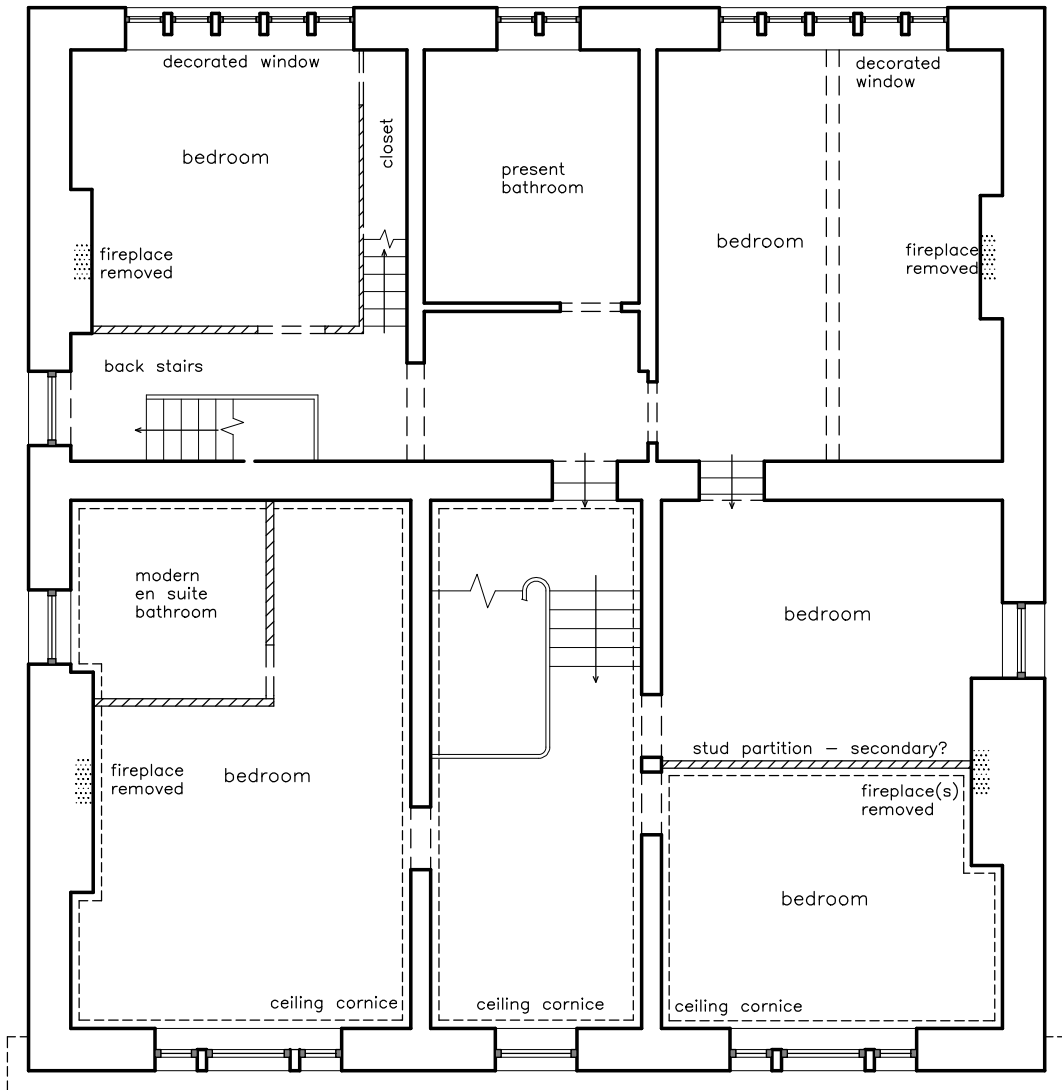 decorated window
decorated
window
closet
bedroom
present
bathroom
bedroom
fireplace
removed
fireplace
removed
back stairs
modern
en suite
bathroom
bedroom
stud partition – secondary?
fireplace
removed
bedroom
fireplace(s)
removed
bedroom
ceiling cornice
ceiling cornice
ceiling cornice